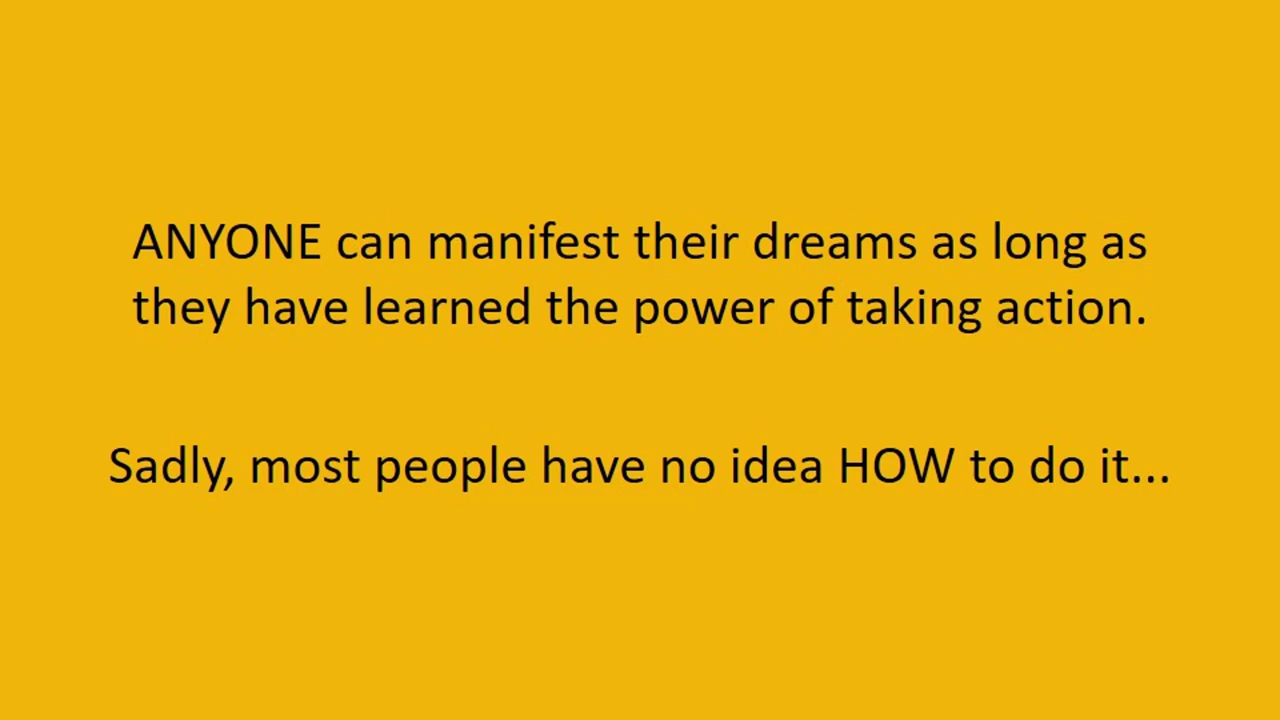 ANYONE can manifest their dreams as long as
they have learned the power of taking action.
Sadly, most people have no idea HOW to do it...